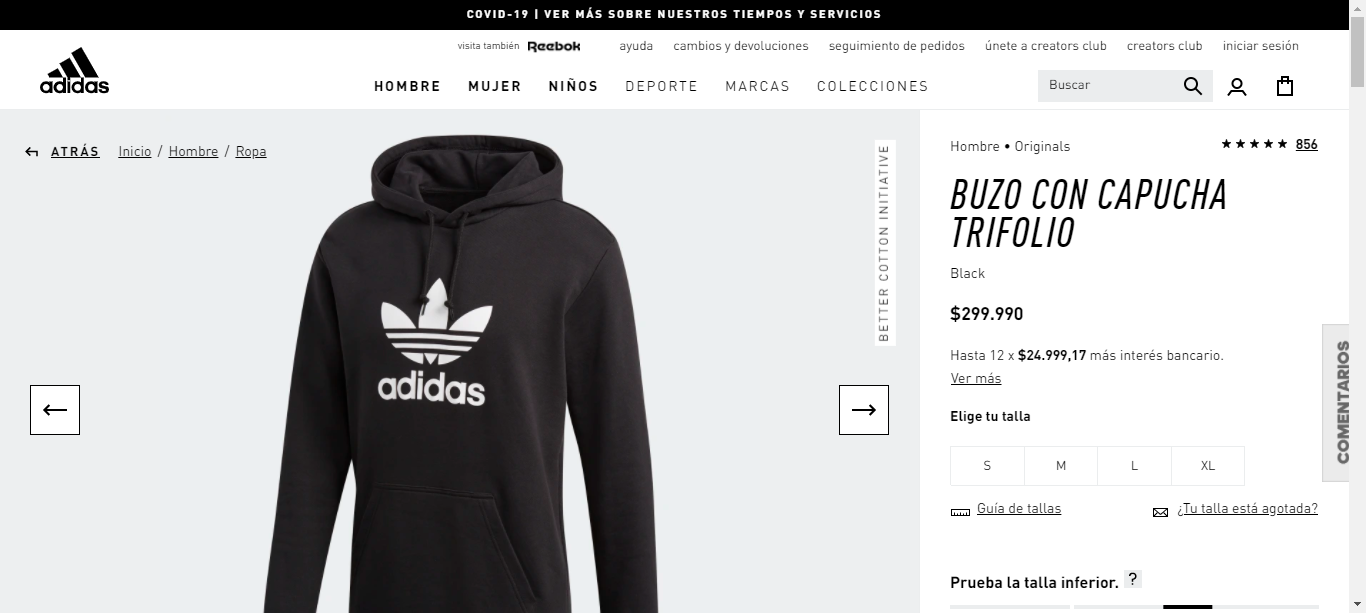 COVID-19 | VER MÁS SOBRE NUESTROS TIEMPOS Y SERVICIOS
visita también Reebok ayuda cambios y devoluciones seguimiento de pedidos únete a creators club creators club iniciar sesión
adidas
HOMBRE MUJER NIÑOS DEPORTE MARCAS COLECCIONES
Buscar
ATRÁS Inicio / Hombre / Ropa
BETTER COTTON INITIATIVE
adidas
Hombre • Originals
856
BUZO CON CAPUCHA
TRIFOLIO
Black
$299.990
Hasta 12 x $24.999,17 más interés bancario.
Ver más
Elige tu talla
S M L XL
Guía de tallas ¿Tu talla está agotada?
Prueba la talla inferior. ?
COMENTARIOS